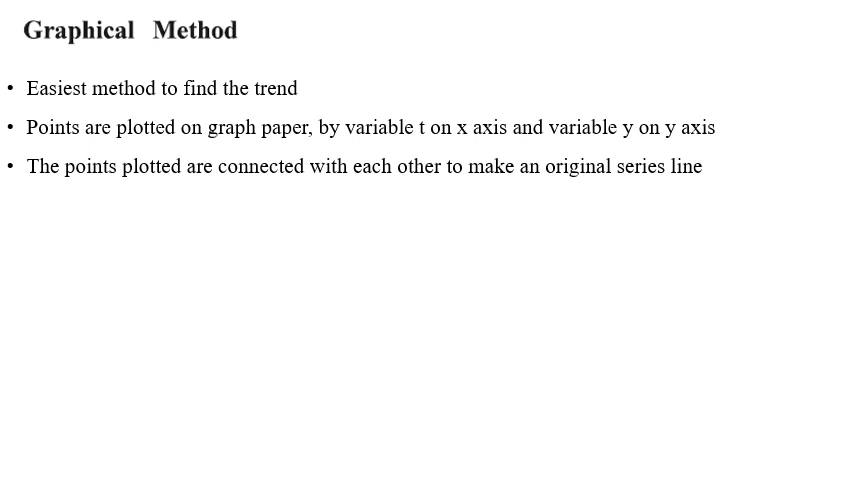 Graphical Method
• Easiest method to find the trend
• Points are plotted on graph paper, by variable t on x axis and variable y on y axis
• The points plotted are connected with each other to make an original series line